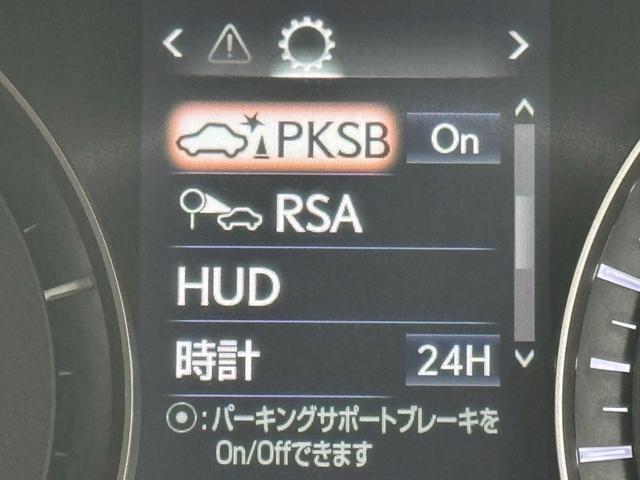 PKSB On
RSA
HUD
時計 24H
⦿:パーキングサポートブレーキを
On/Offできます